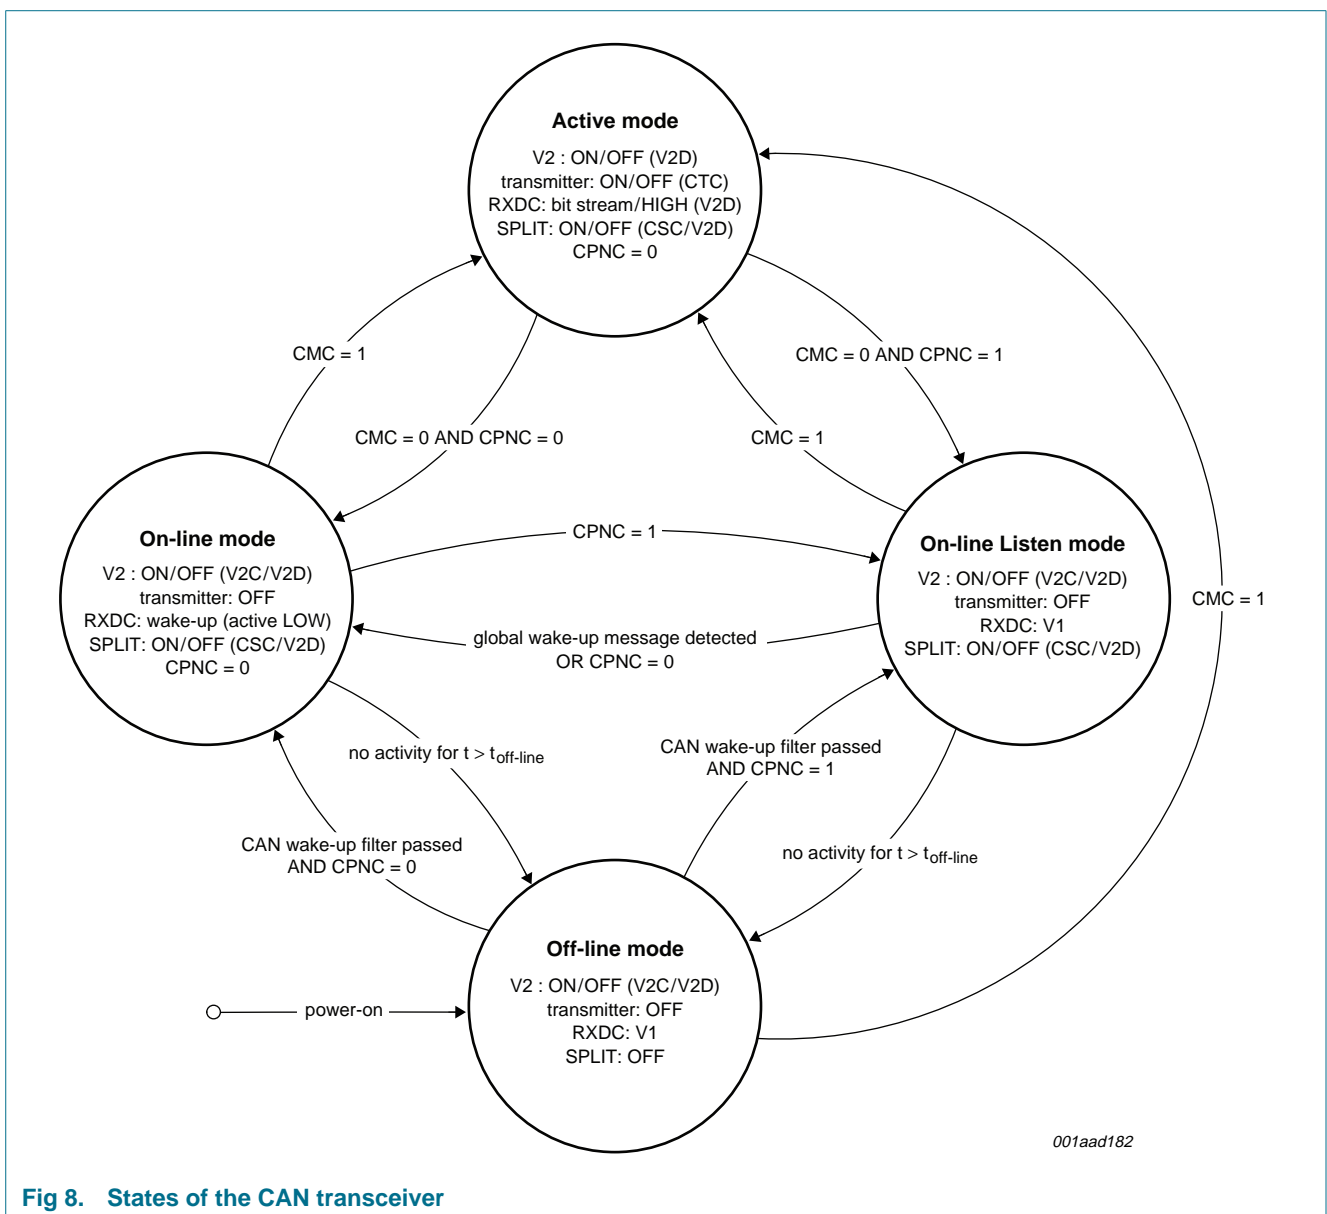 Active mode
V2 : ON/OFF (V2D)
transmitter: ON/OFF (CTC)
RXDC: bit stream/HIGH (V2D)
SPLIT: ON/OFF (CSC/V2D)
CPNC = 0
CMC = 1
CMC = 0 AND CPNC = 1
CMC = 0 AND CPNC = 0
CMC = 1
On-line mode
V2 : ON/OFF (V2C/V2D)
transmitter: OFF
RXDC: wake-up (active LOW)
SPLIT: ON/OFF (CSC/V2D)
CPNC = 0
CPNC = 1
On-line Listen mode
V2 : ON/OFF (V2C/V2D)
transmitter: OFF
RXDC: V1
SPLIT: ON/OFF (CSC/V2D)
CMC = 1
global wake-up message detected
OR CPNC = 0
no activity for t > toff-line
CAN wake-up filter passed
AND CPNC = 1
CAN wake-up filter passed
AND CPNC = 0
no activity for t > toff-line
Off-line mode
V2 : ON/OFF (V2C/V2D)
transmitter: OFF
RXDC: V1
SPLIT: OFF
power-on
001aad182
Fig 8. States of the CAN transceiver